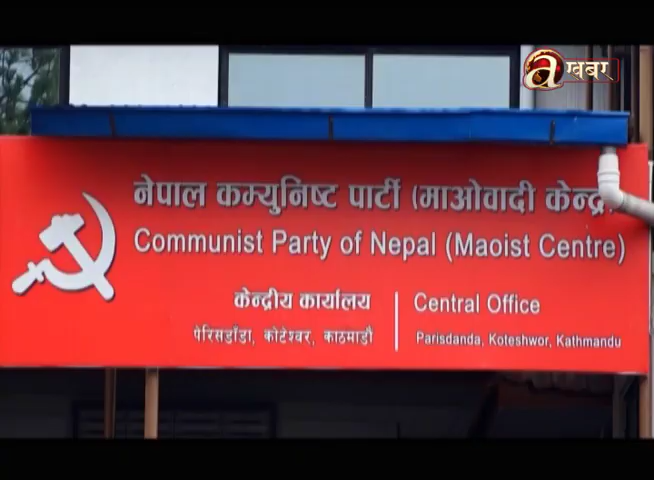 a खबर
नेपाल कम्युनिष्ट पार्टी (माओवादी केन्द्र)
Communist Party of Nepal (Maoist Centre)
केन्द्रीय कार्यालय
पेरिसडाँडा, कोटेश्वर, काठमाडौं
Central Office
Parisdanda, Koteshwor, Kathmandu